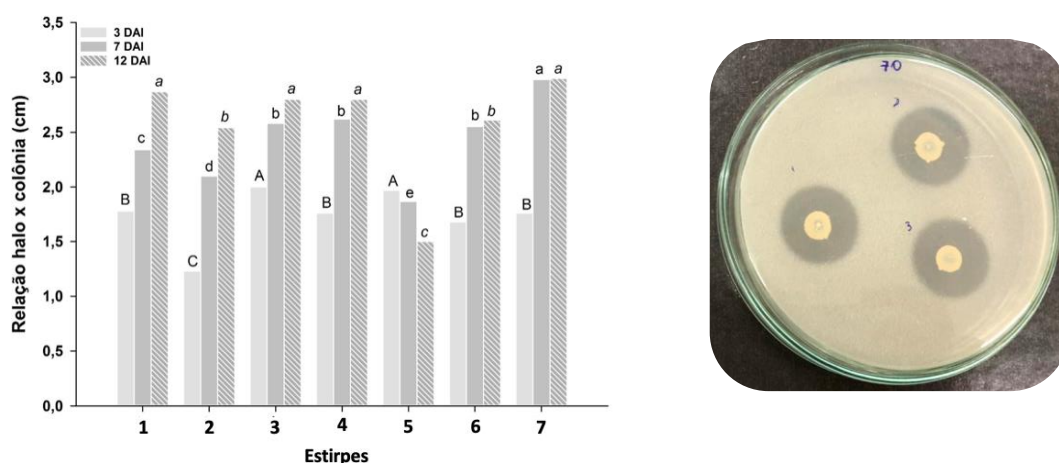 3,5
3,0
2,5
2,0
1,5
1,0
0,5
0,0
Relação halo x colônia (cm)
3 DAI
7 DAI
12 DAI
B c a
C d b
A b a
B b a
A e c
B b b
B a a
1 2 3 4 5 6 7
Estirpes
70
3